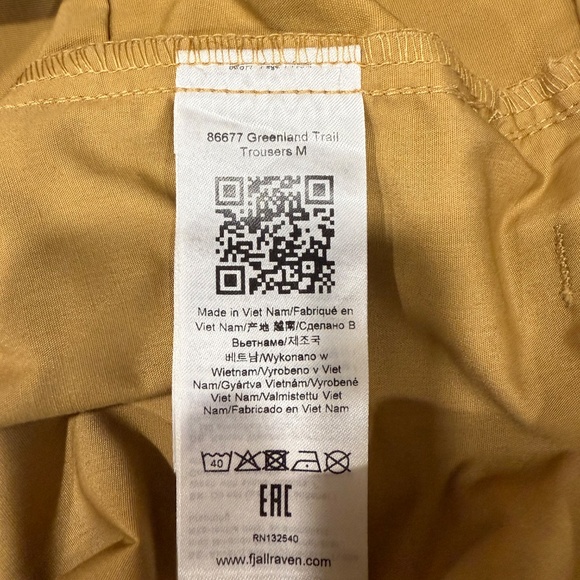 86677 Greenland Trail
Trousers M
Made in Viet Nam/Fabriqué en
Viet Nam/产地 越南/Сделано В
Вьетнаме/제조국
베트남/Wykonano w
Wietnam/Vyrobeno v Viet
Nam/Gyártva Vietnám/Vyrobené
Viet Nam/Valmistettu Viet
Nam/Fabricado en Viet Nam
40
EAC
RN132540
www.fjallraven.com